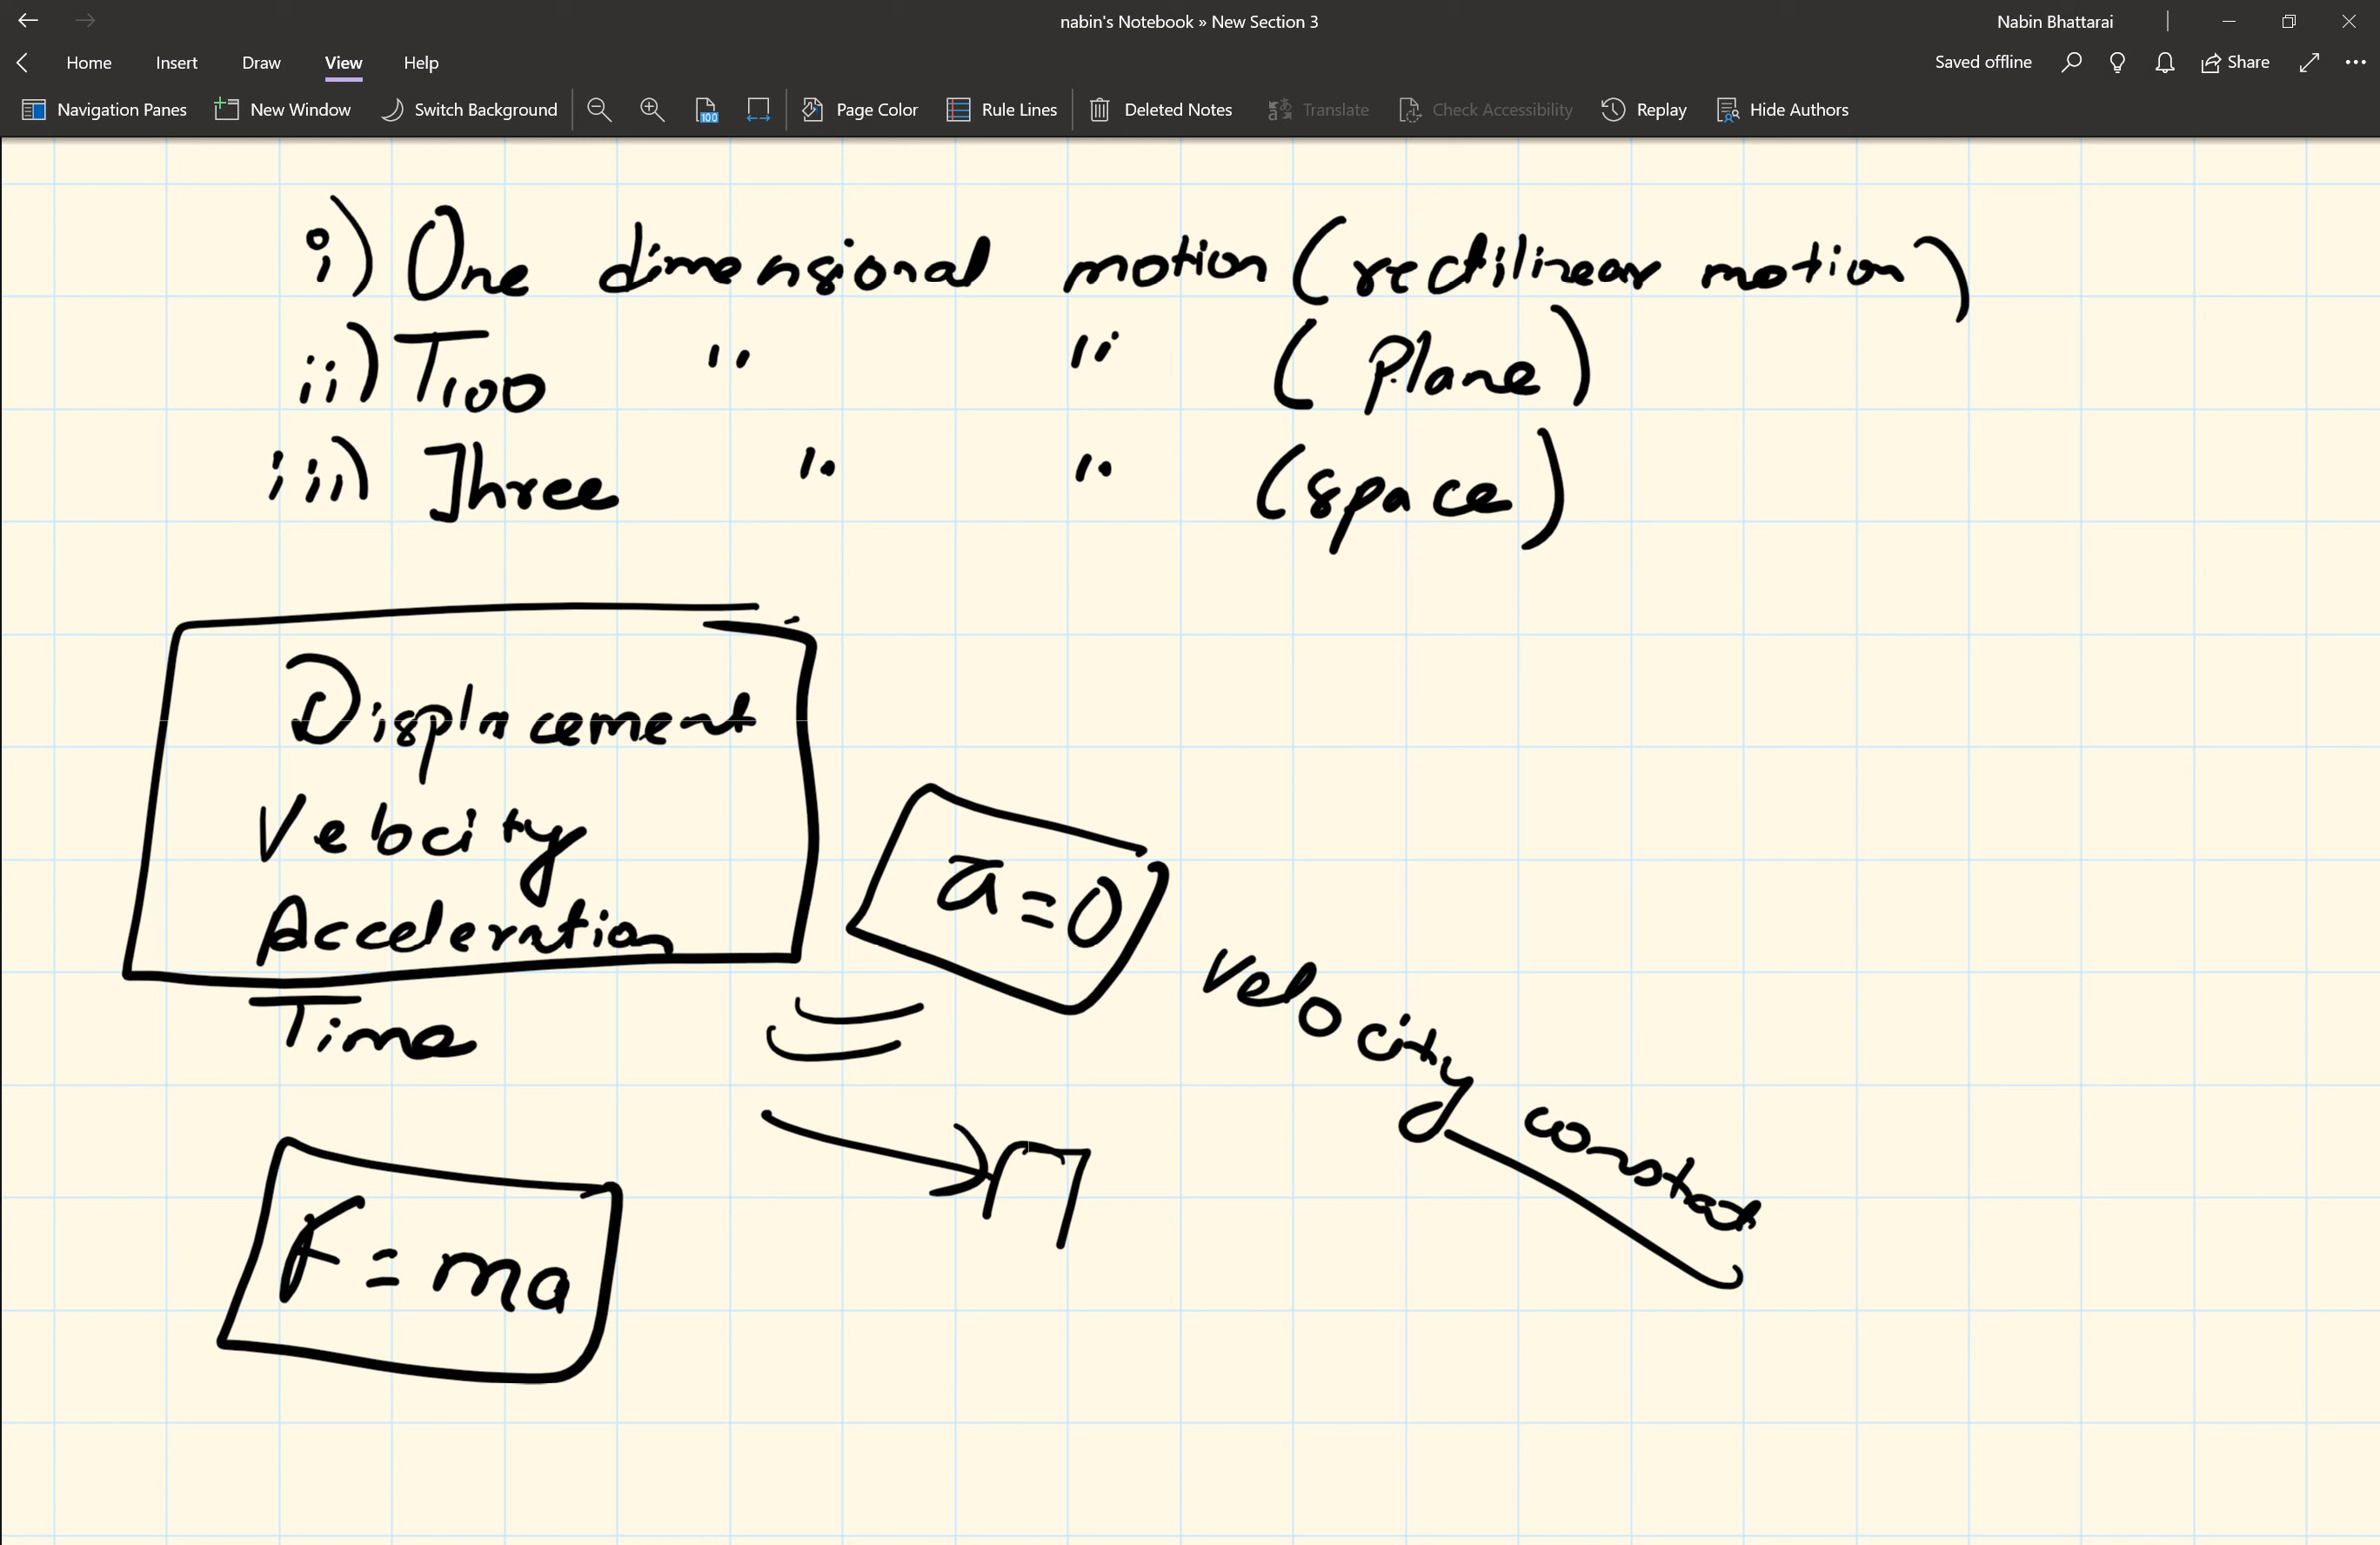 nabin's Notebook » New Section 3
Nabin Bhattarai
Home Insert Draw View Help
Saved offline Share
Navigation Panes New Window Switch Background 100 Page Color Rule Lines Deleted Notes Translate Check Accessibility Replay Hide Authors
i) One dimensional motion (rectilinear motion)
ii) Two " " (Plane)
iii) Three " " (space)
Displacement
Velocity
Acceleration
Time
a = 0
velocity
F = ma